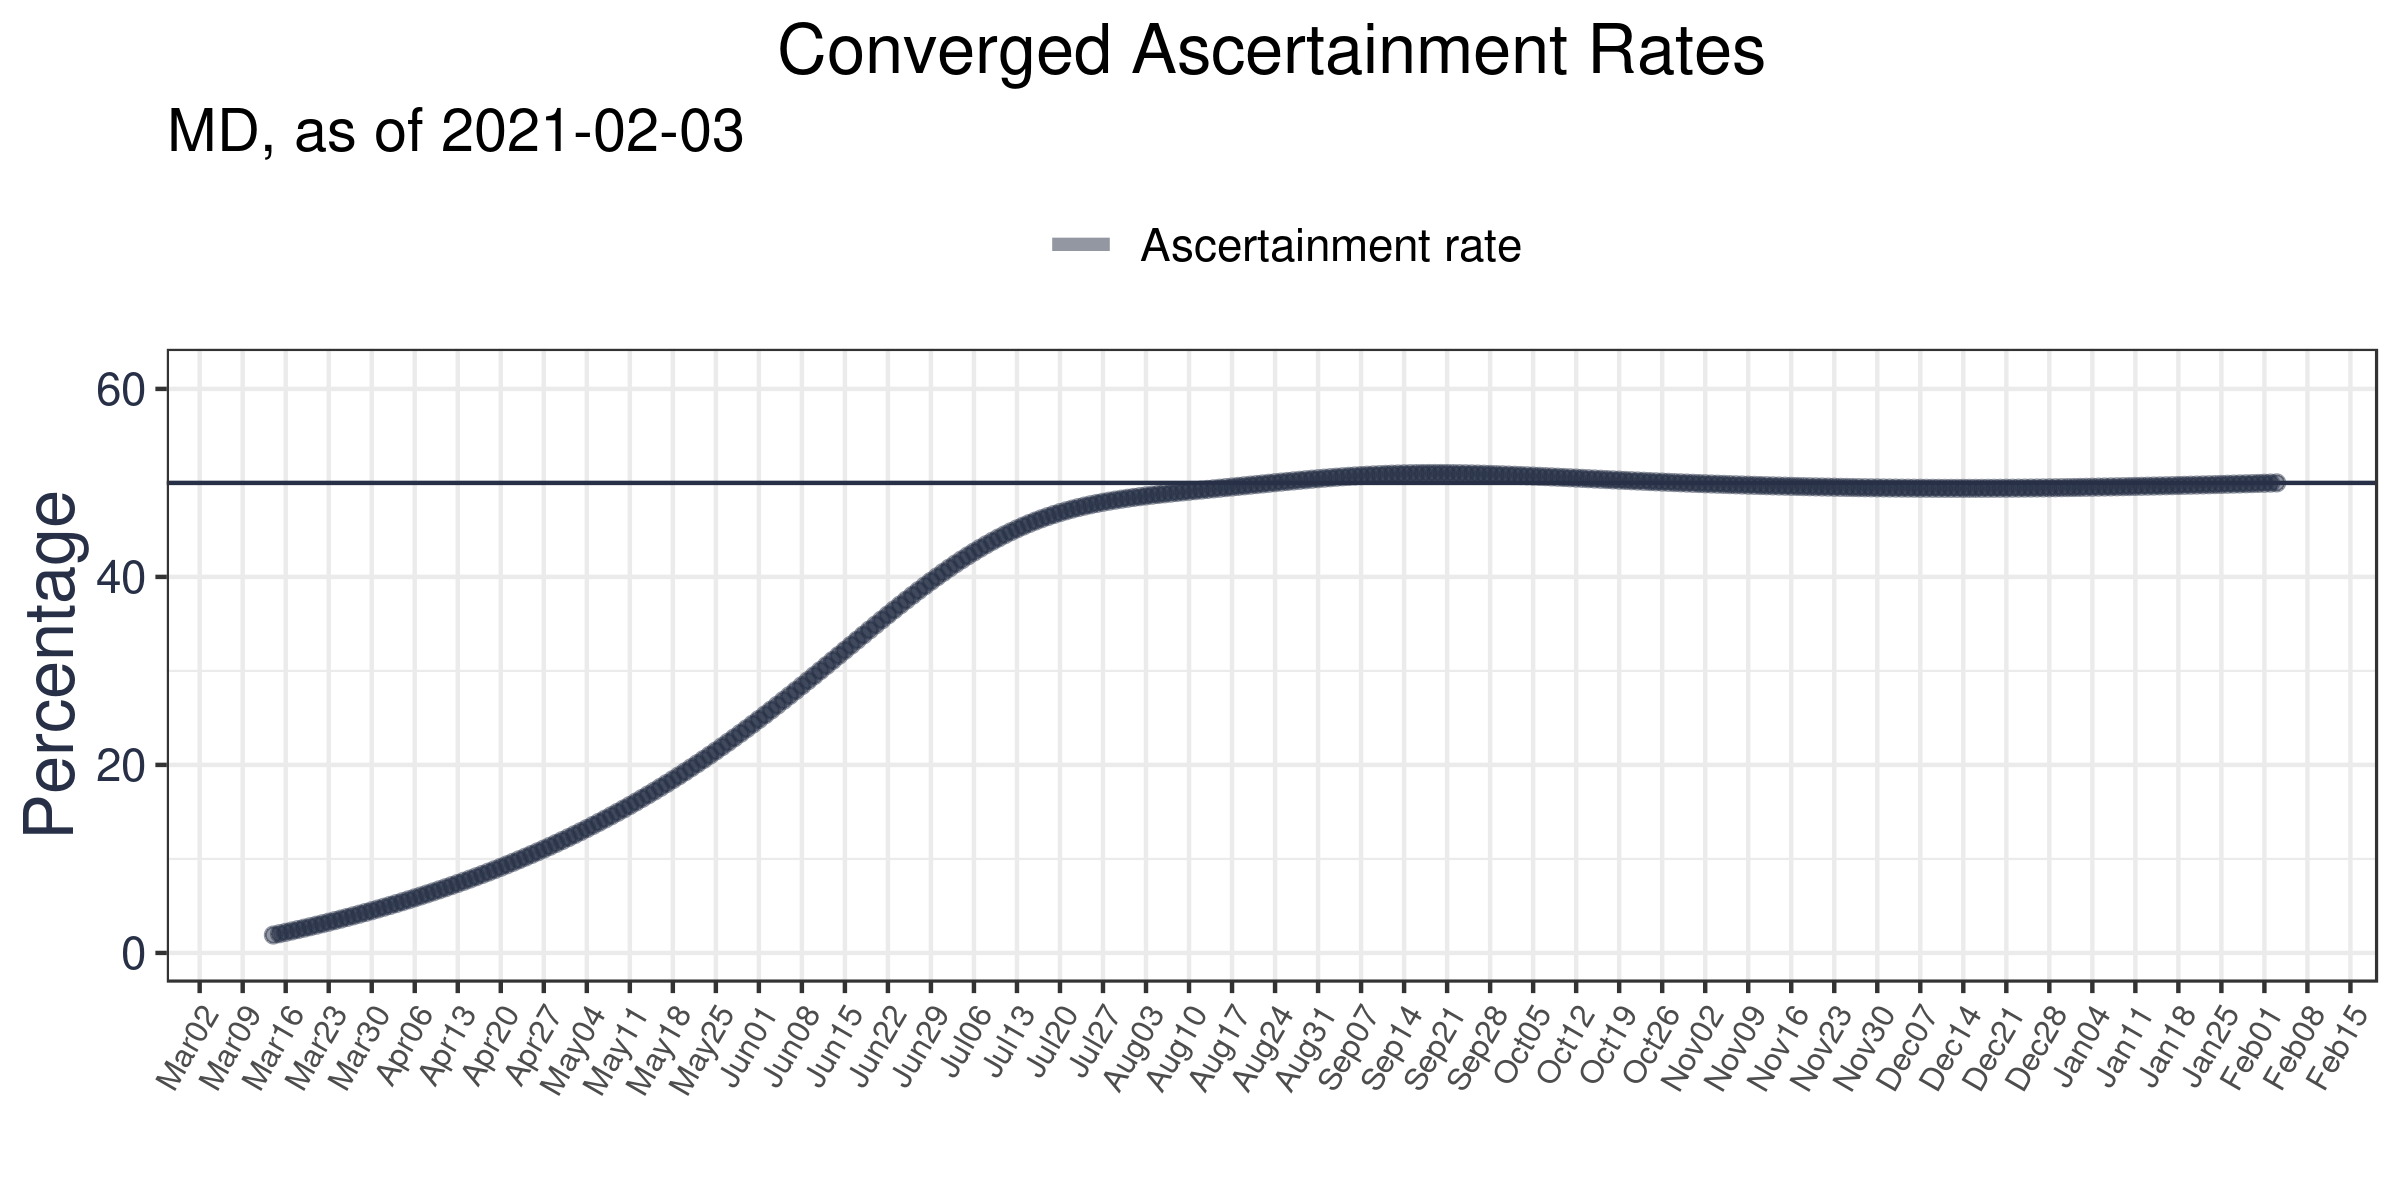 Converged Ascertainment Rates
MD, as of 2021-02-03
Ascertainment rate
Percentage
60
40
20
0
Mar02
Mar09
Mar16
Mar23
Mar30
Apr06
Apr13
Apr20
Apr27
May04
May11
May18
May25
Jun01
Jun08
Jun15
Jun22
Jun29
Jul06
Jul13
Jul20
Jul27
Aug03
Aug10
Aug17
Aug24
Aug31
Sep07
Sep14
Sep21
Sep28
Oct05
Oct12
Oct19
Oct26
Nov02
Nov09
Nov16
Nov23
Nov30
Dec07
Dec14
Dec21
Dec28
Jan04
Jan11
Jan18
Jan25
Feb01
Feb08
Feb15